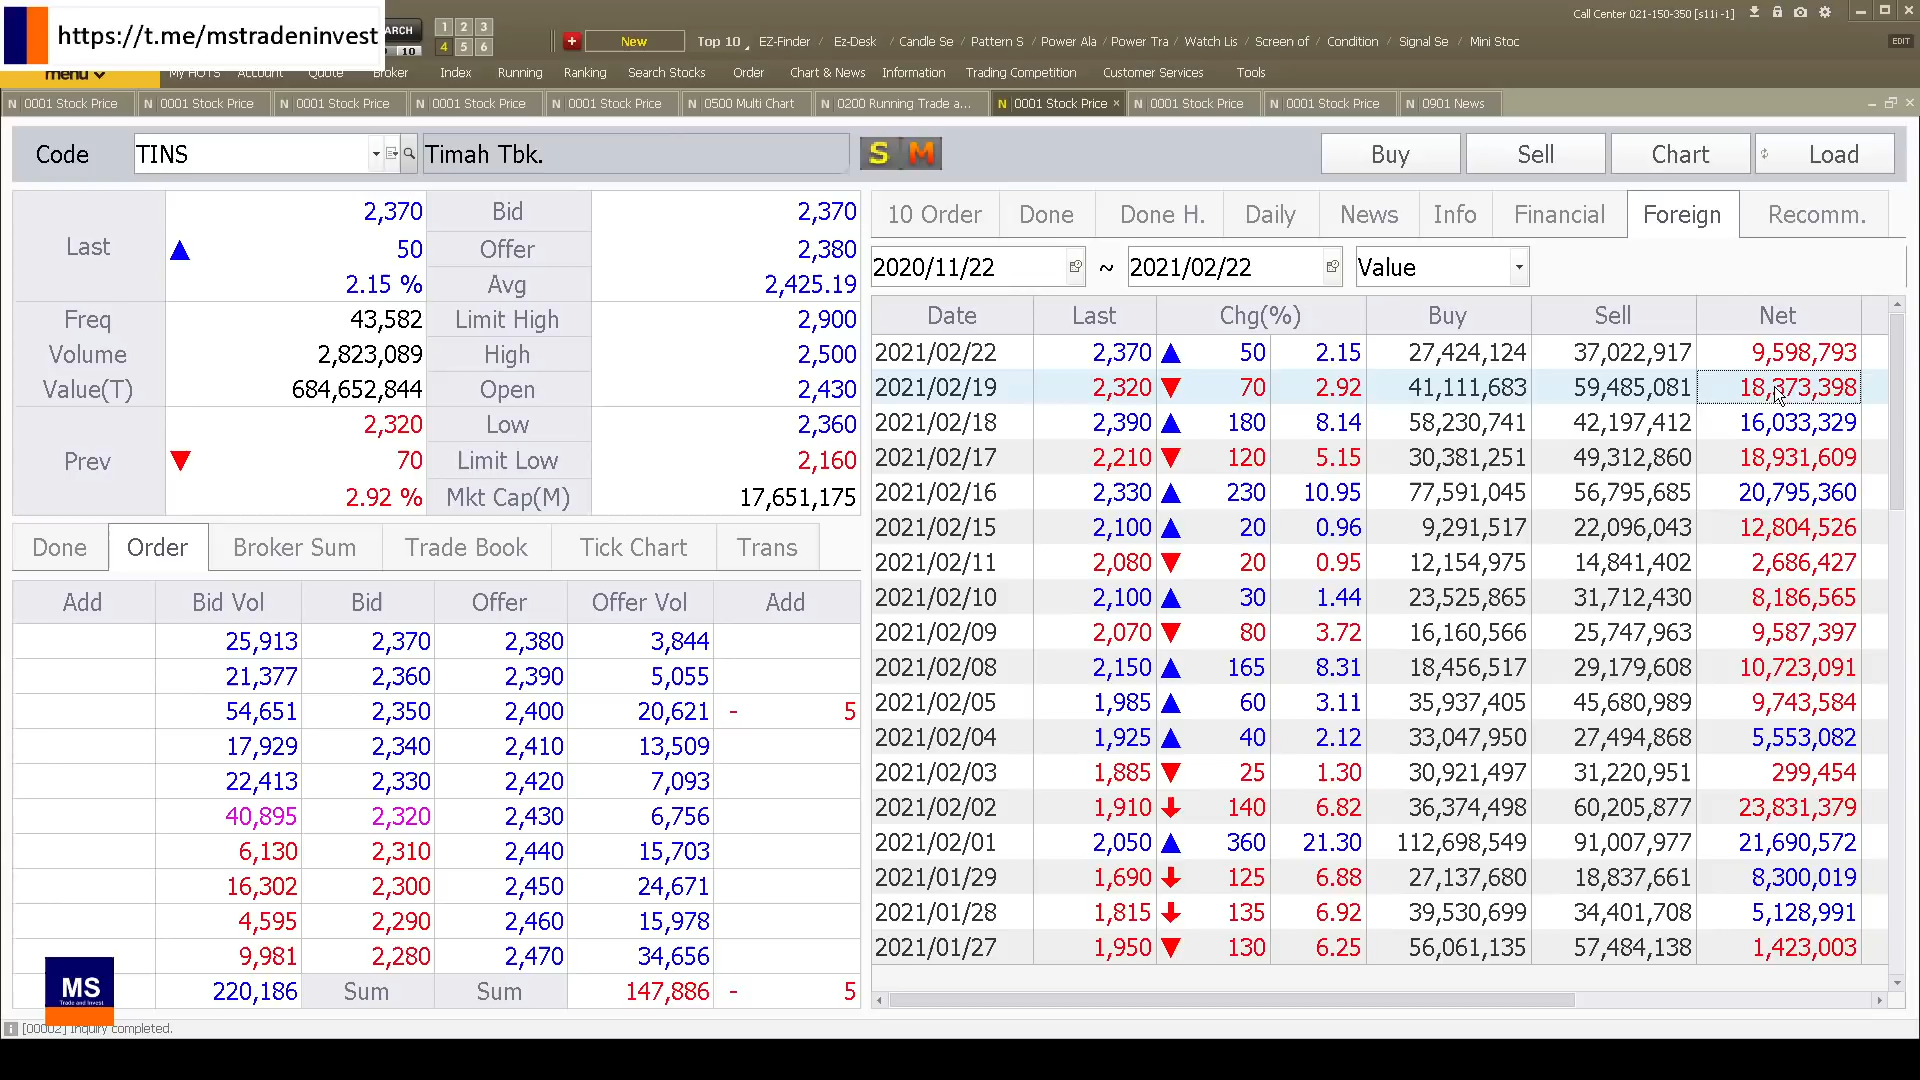 https://t.me/mstradeninvest
ARCH
10
1 2 3
4 5 6
New
Top 10 EZ-Finder / Ez-Desk / Candle Se / Pattern S / Power Ala / Power Tra / Watch Lis / Screen of / Condition / Signal Se / Mini Stoc
Call Center 021-150-350 [s11i -1]
EDIT
menu My HOTS Account Quote Broker Index Running Ranking Search Stocks Order Chart & News Information Trading Competition Customer Services Tools
N 0001 Stock Price N 0001 Stock Price N 0001 Stock Price N 0001 Stock Price N 0001 Stock Price N 0500 Multi Chart N 0200 Running Trade a... N 0001 Stock Price × N 0001 Stock Price N 0001 Stock Price N 0901 News
Code TINS Timah Tbk. S M Buy Sell Chart Load
Last 2,370 Bid 2,370
▲ 50 Offer 2,380
2.15 % Avg 2,425.19
Freq 43,582 Limit High 2,900
Volume 2,823,089 High 2,500
Value(T) 684,652,844 Open 2,430
2,320 Low 2,360
Prev ▼ 70 Limit Low 2,160
2.92 % Mkt Cap(M) 17,651,175
Done Order Broker Sum Trade Book Tick Chart Trans
Add Bid Vol Bid Offer Offer Vol Add
25,913 2,370 2,380 3,844
21,377 2,360 2,390 5,055
54,651 2,350 2,400 20,621 - 5
17,929 2,340 2,410 13,509
22,413 2,330 2,420 7,093
40,895 2,320 2,430 6,756
6,130 2,310 2,440 15,703
16,302 2,300 2,450 24,671
4,595 2,290 2,460 15,978
9,981 2,280 2,470 34,656
220,186 Sum Sum 147,886 - 5
10 Order Done Done H. Daily News Info Financial Foreign Recomm.
2020/11/22 ~ 2021/02/22 Value
Date Last Chg(%) Buy Sell Net
2021/02/22 2,370 ▲ 50 2.15 27,424,124 37,022,917 9,598,793
2021/02/19 2,320 ▼ 70 2.92 41,111,683 59,485,081 18,373,398
2021/02/18 2,390 ▲ 180 8.14 58,230,741 42,197,412 16,033,329
2021/02/17 2,210 ▼ 120 5.15 30,381,251 49,312,860 18,931,609
2021/02/16 2,330 ▲ 230 10.95 77,591,045 56,795,685 20,795,360
2021/02/15 2,100 ▲ 20 0.96 9,291,517 22,096,043 12,804,526
2021/02/11 2,080 ▼ 20 0.95 12,154,975 14,841,402 2,686,427
2021/02/10 2,100 ▲ 30 1.44 23,525,865 31,712,430 8,186,565
2021/02/09 2,070 ▼ 80 3.72 16,160,566 25,747,963 9,587,397
2021/02/08 2,150 ▲ 165 8.31 18,456,517 29,179,608 10,723,091
2021/02/05 1,985 ▲ 60 3.11 35,937,405 45,680,989 9,743,584
2021/02/04 1,925 ▲ 40 2.12 33,047,950 27,494,868 5,553,082
2021/02/03 1,885 ▼ 25 1.30 30,921,497 31,220,951 299,454
2021/02/02 1,910 ⬇ 140 6.82 36,374,498 60,205,877 23,831,379
2021/02/01 2,050 ▲ 360 21.30 112,698,549 91,007,977 21,690,572
2021/01/29 1,690 ⬇ 125 6.88 27,137,680 18,837,661 8,300,019
2021/01/28 1,815 ⬇ 135 6.92 39,530,699 34,401,708 5,128,991
2021/01/27 1,950 ▼ 130 6.25 56,061,135 57,484,138 1,423,003
MS
Trade and Invest
[00002] Inquiry completed.